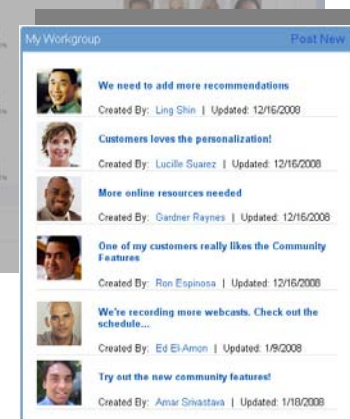 My Workgroup
Post New
We need to add more recommendations
Created By: Ling Shin | Updated: 12/16/2008
Customers loves the personalization!
Created By: Lucille Suarez | Updated: 12/16/2008
More online resources needed
Created By: Gardner Raynes | Updated: 12/16/2008
One of my customers really likes the Community
Features
Created By: Ron Espinosa | Updated: 12/16/2008
We're recording more webcasts. Check out the
schedule...
Created By: Ed El-Amon | Updated: 1/9/2008
Try out the new community features!
Created By: Amar Srivastava | Updated: 1/18/2008